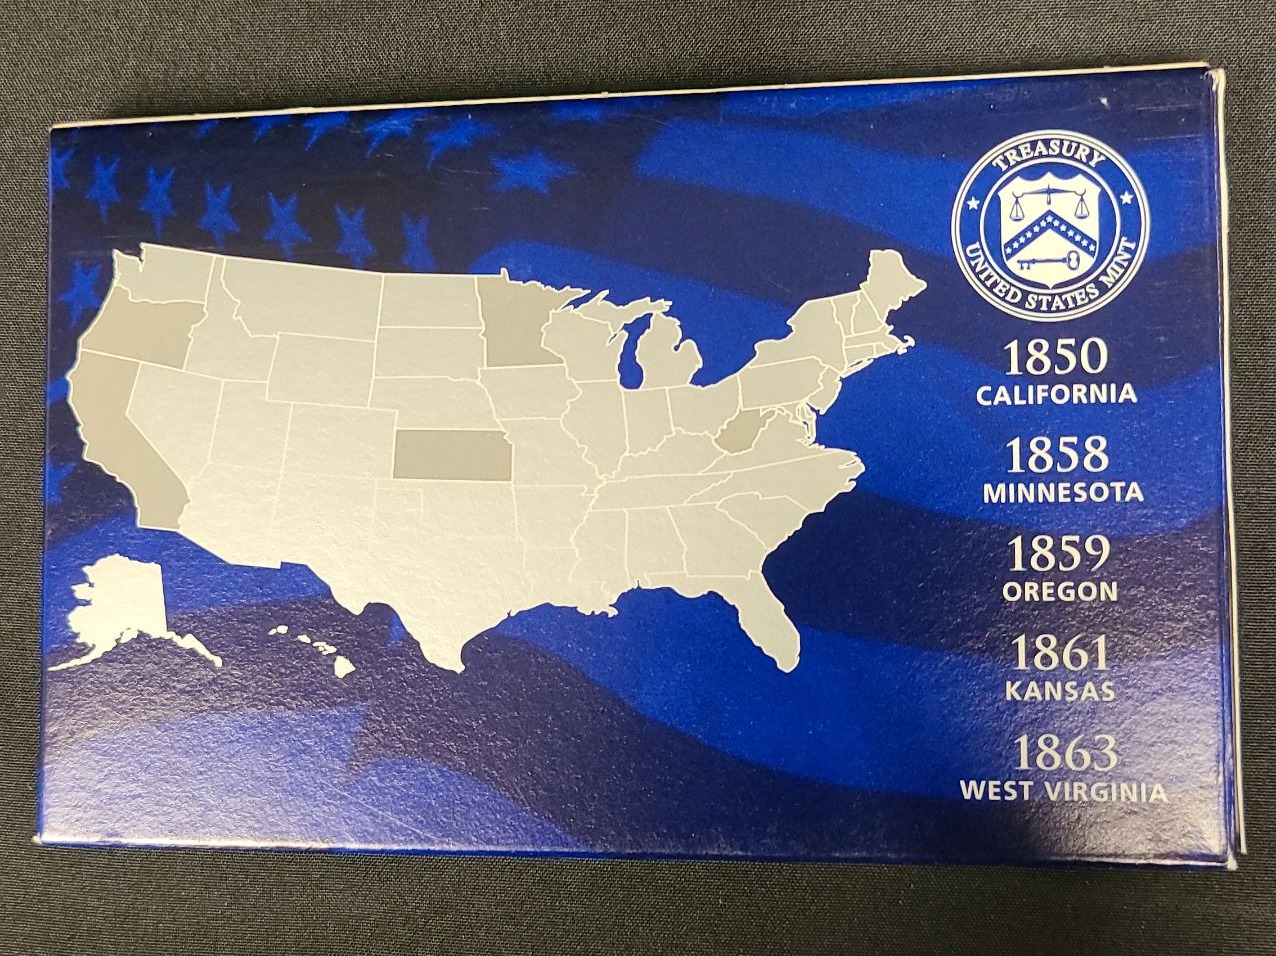 TREASURY
UNITED STATES MINT
1850
CALIFORNIA
1858
MINNESOTA
1859
OREGON
1861
KANSAS
1863
WEST VIRGINIA